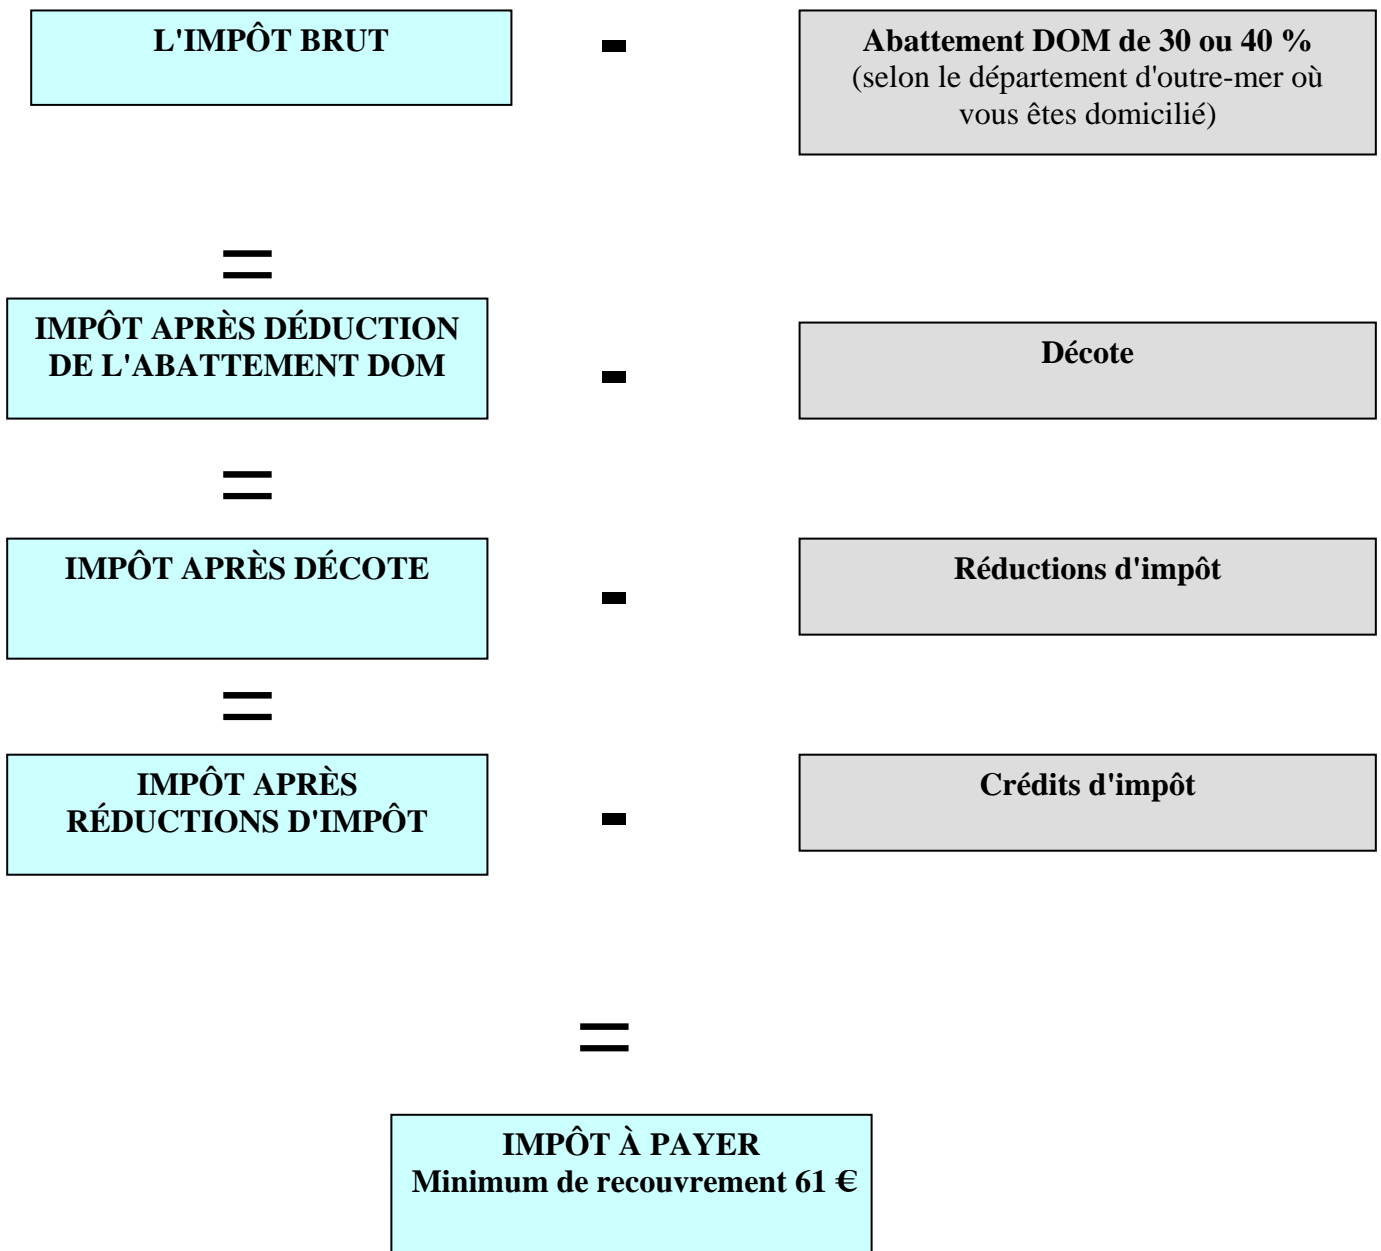 L'IMPÔT BRUT
-
Abattement DOM de 30 ou 40 %
(selon le département d'outre-mer où
vous êtes domicilié)
=
IMPÔT APRÈS DÉDUCTION
DE L'ABATTEMENT DOM
-
Décote
=
IMPÔT APRÈS DÉCOTE
-
Réductions d'impôt
=
IMPÔT APRÈS
RÉDUCTIONS D'IMPÔT
-
Crédits d'impôt
=
IMPÔT À PAYER
Minimum de recouvrement 61 €